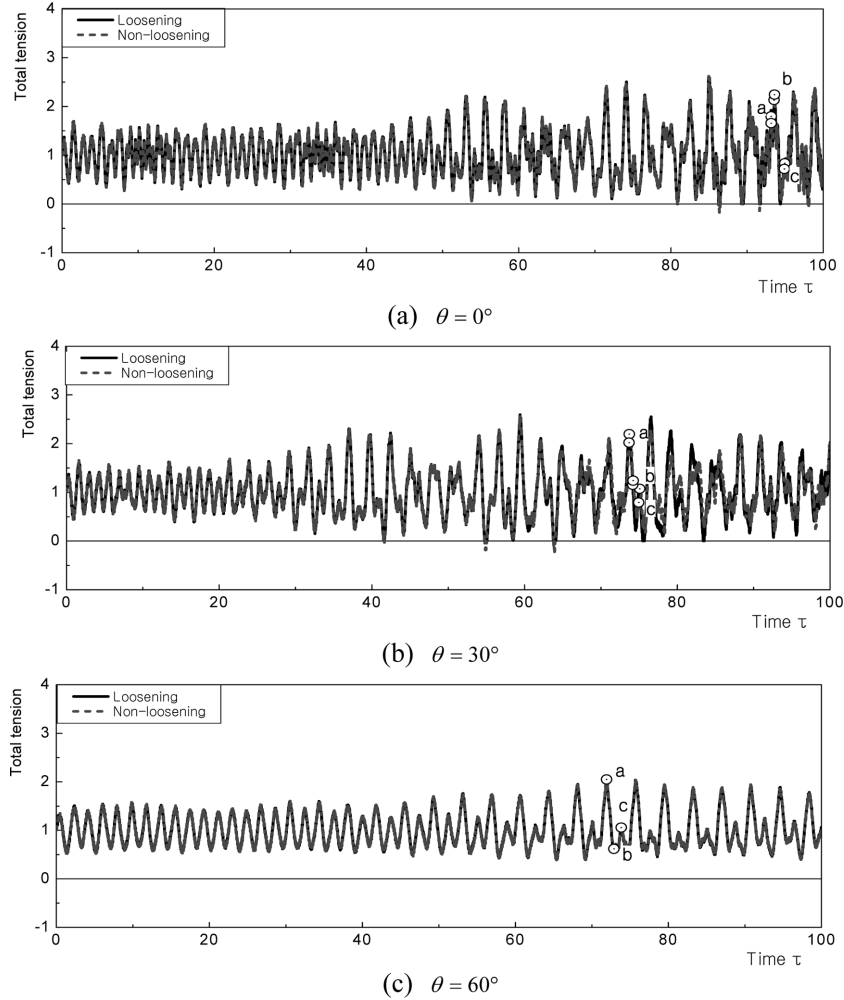 4
Loosening
Non-loosening
3
2
1
0
-1
Total tension
a
b
c
0
20
40
60
80
100
Time τ
(a) θ = 0°
4
Loosening
Non-loosening
3
2
1
0
-1
Total tension
a
b
c
0
20
40
60
80
100
Time τ
(b) θ = 30°
4
Loosening
Non-loosening
3
2
1
0
-1
Total tension
a
c
b
0
20
40
60
80
100
Time τ
(c) θ = 60°